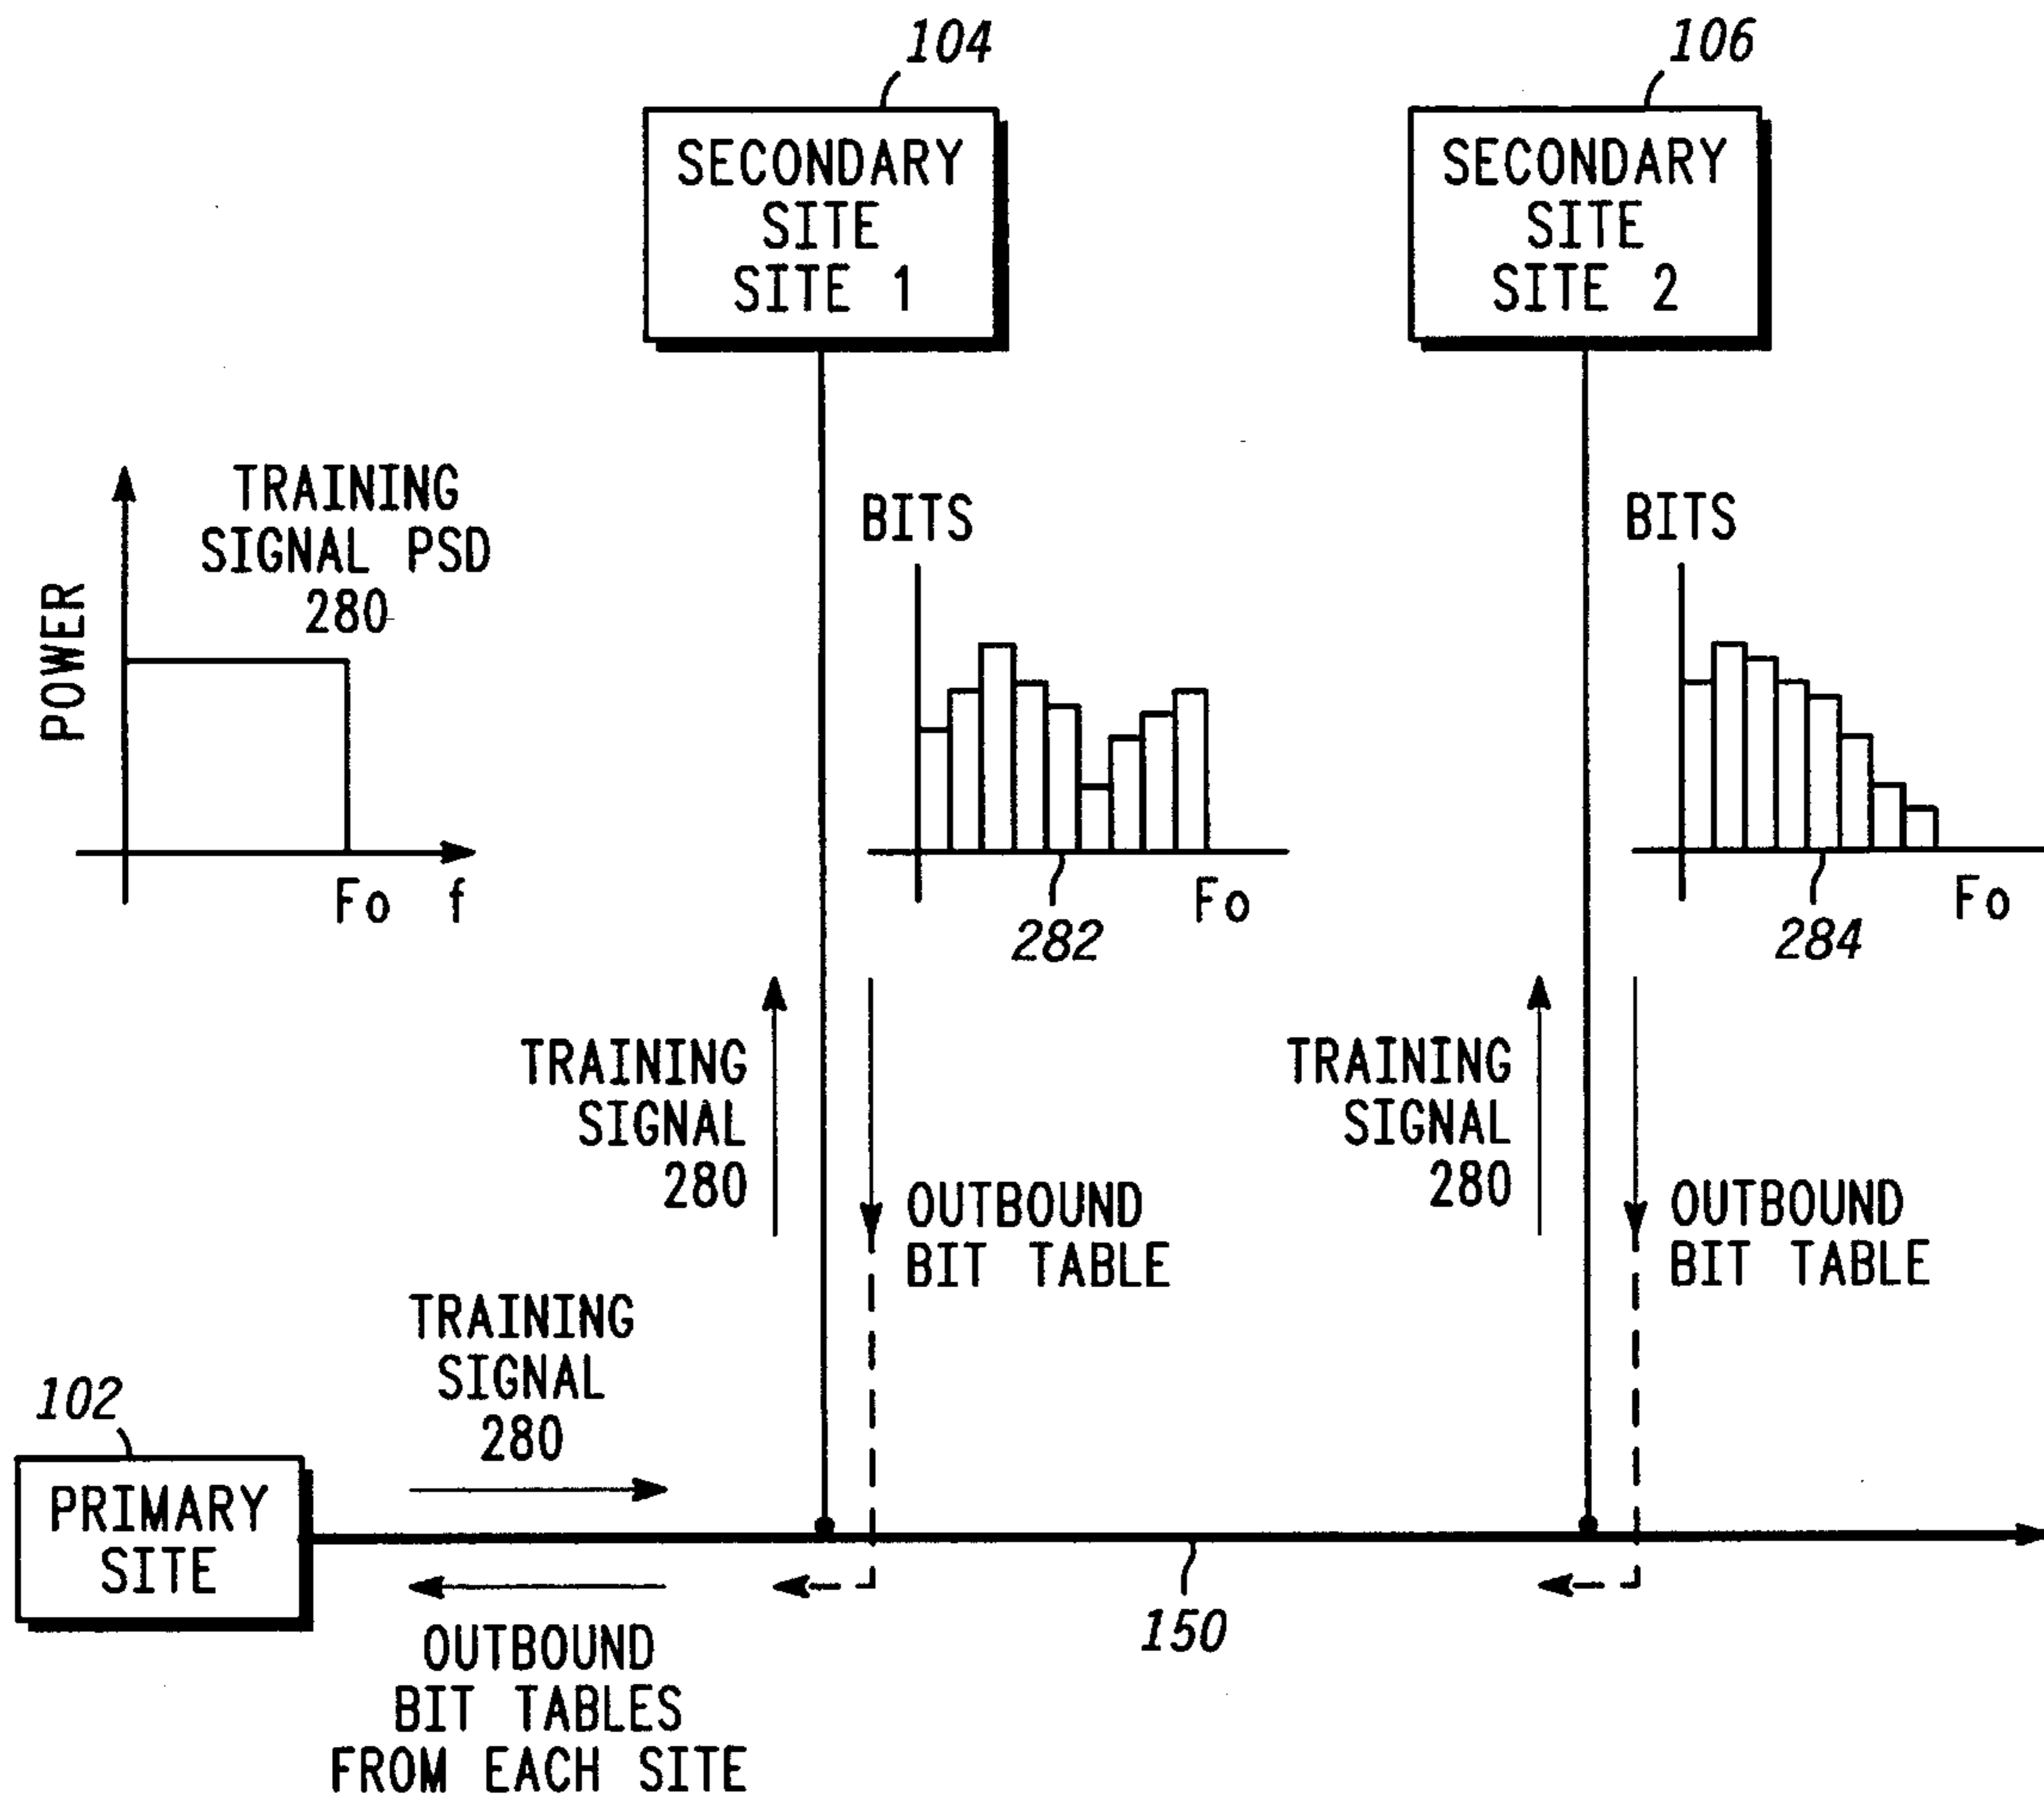 104
106
SECONDARY
SITE
SITE 1
SECONDARY
SITE
SITE 2
TRAINING
SIGNAL PSD
280
POWER
Fo f
BITS
Fo
282
BITS
Fo
284
TRAINING
SIGNAL
280
OUTBOUND
BIT TABLE
TRAINING
SIGNAL
280
OUTBOUND
BIT TABLE
TRAINING
SIGNAL
280
102
PRIMARY
SITE
150
OUTBOUND
BIT TABLES
FROM EACH SITE